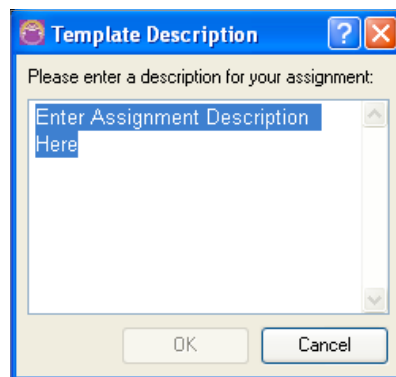 Template Description
Please enter a description for your assignment:
Enter Assignment Description
Here
OK
Cancel